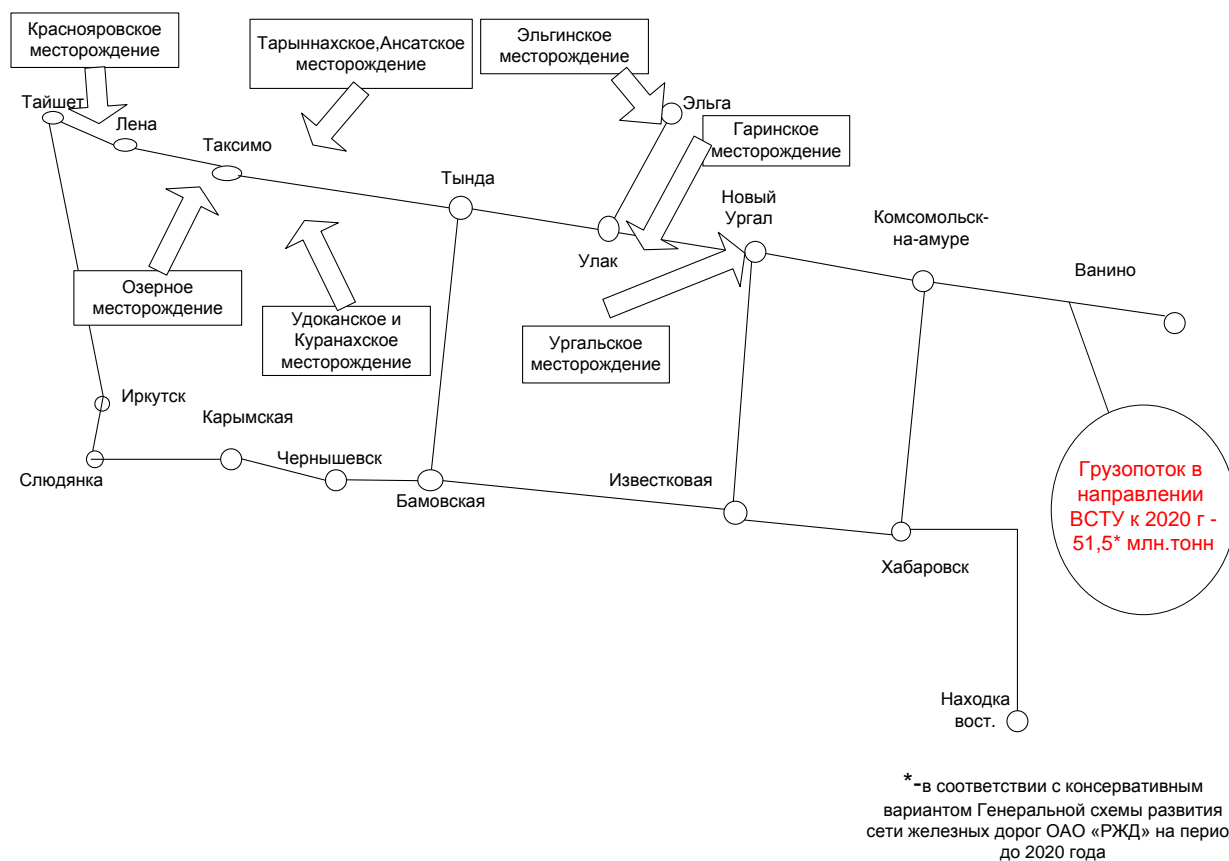 Краснояровское
месторождение
Тарыннахское,Ансатское
месторождение
Эльгинское
месторождение
Тайшет
Лена
Таксимо
Эльга
Гаринское
месторождение
Тында
Новый
Ургал
Комсомольск-
на-амуре
Улак
Ванино
Озерное
месторождение
Удоканское и
Куранахское
месторождение
Ургальское
месторождение
Иркутск
Карымская
Чернышевск
Слюдянка
Бамовская
Известковая
Хабаровск
Грузопоток в
направлении
ВСТУ к 2020 г -
51,5* млн.тонн
Находка
вост.
*-в соответствии с консервативным
вариантом Генеральной схемы развития
сети железных дорог ОАО «РЖД» на перио
до 2020 года